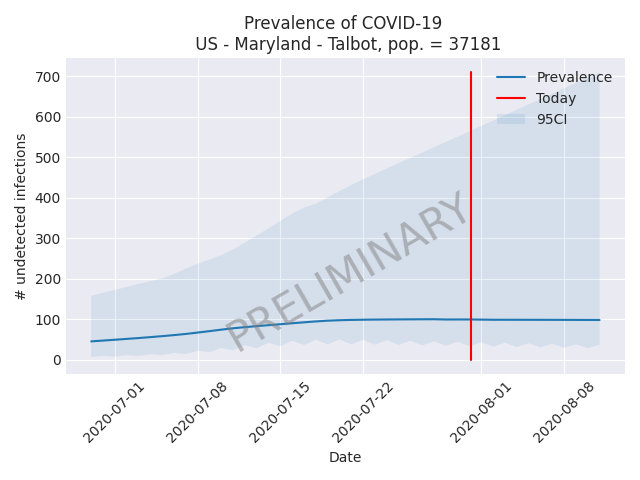 Prevalence of COVID-19
US - Maryland - Talbot, pop. = 37181
Prevalence
Today
95CI
PRELIMINARY
# undetected infections
700
600
500
400
300
200
100
0
2020-07-01
2020-07-08
2020-07-15
2020-07-22
2020-08-01
2020-08-08
Date